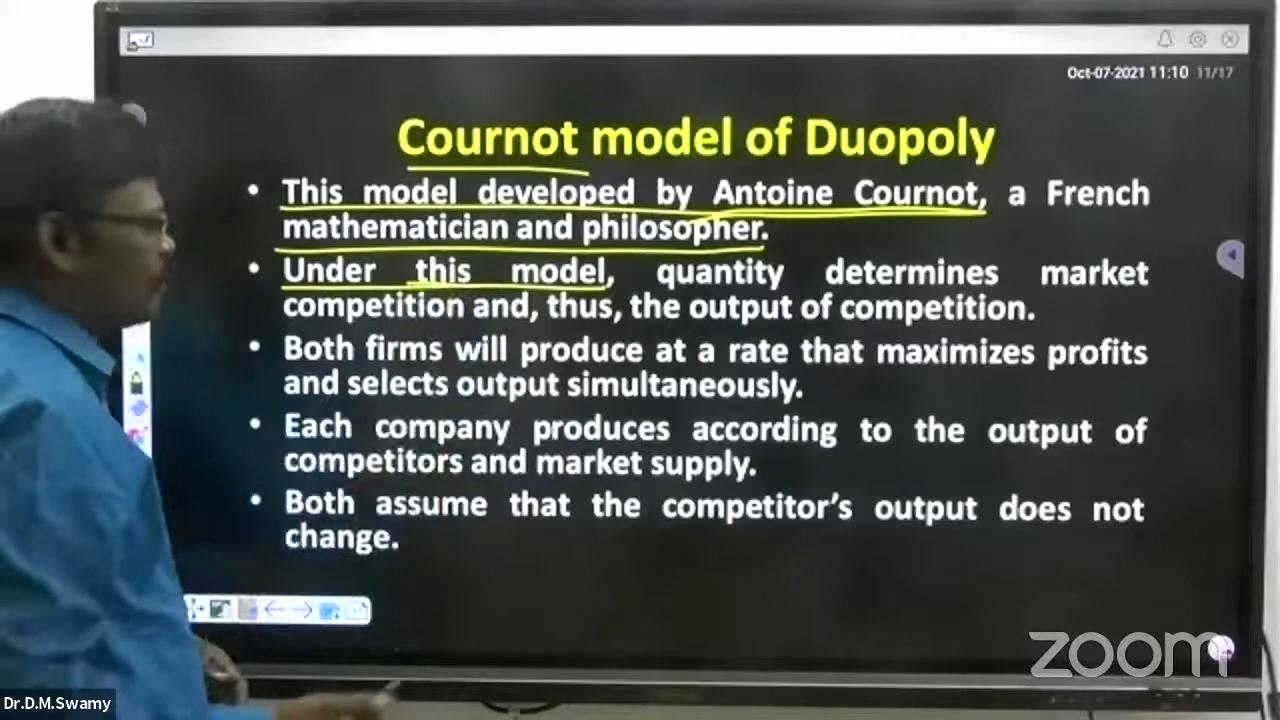 Oct-07-2021 11:10 11/17
Cournot model of Duopoly
• This model developed by Antoine Cournot, a French
mathematician and philosopher.
• Under this model, quantity determines market
competition and, thus, the output of competition.
• Both firms will produce at a rate that maximizes profits
and selects output simultaneously.
• Each company produces according to the output of
competitors and market supply.
• Both assume that the competitor's output does not
change.
zoom
Dr.D.M.Swamy